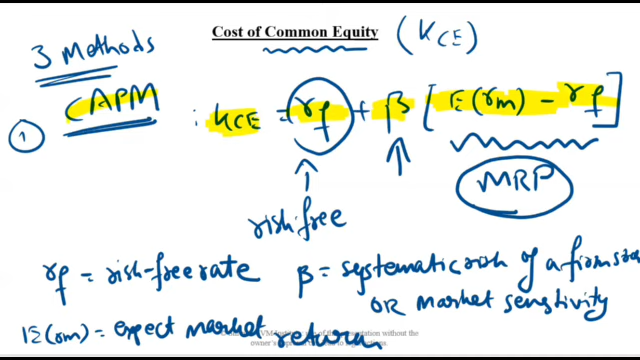 Cost of Common Equity (KCE)
3 Methods
① CAPM : KCE = rf + β [E(rm) - rf]
MRP
risk-free
rf = risk-free rate β = systematic risk of a firm's
OR market sensitivity
E(rm) = expect market return